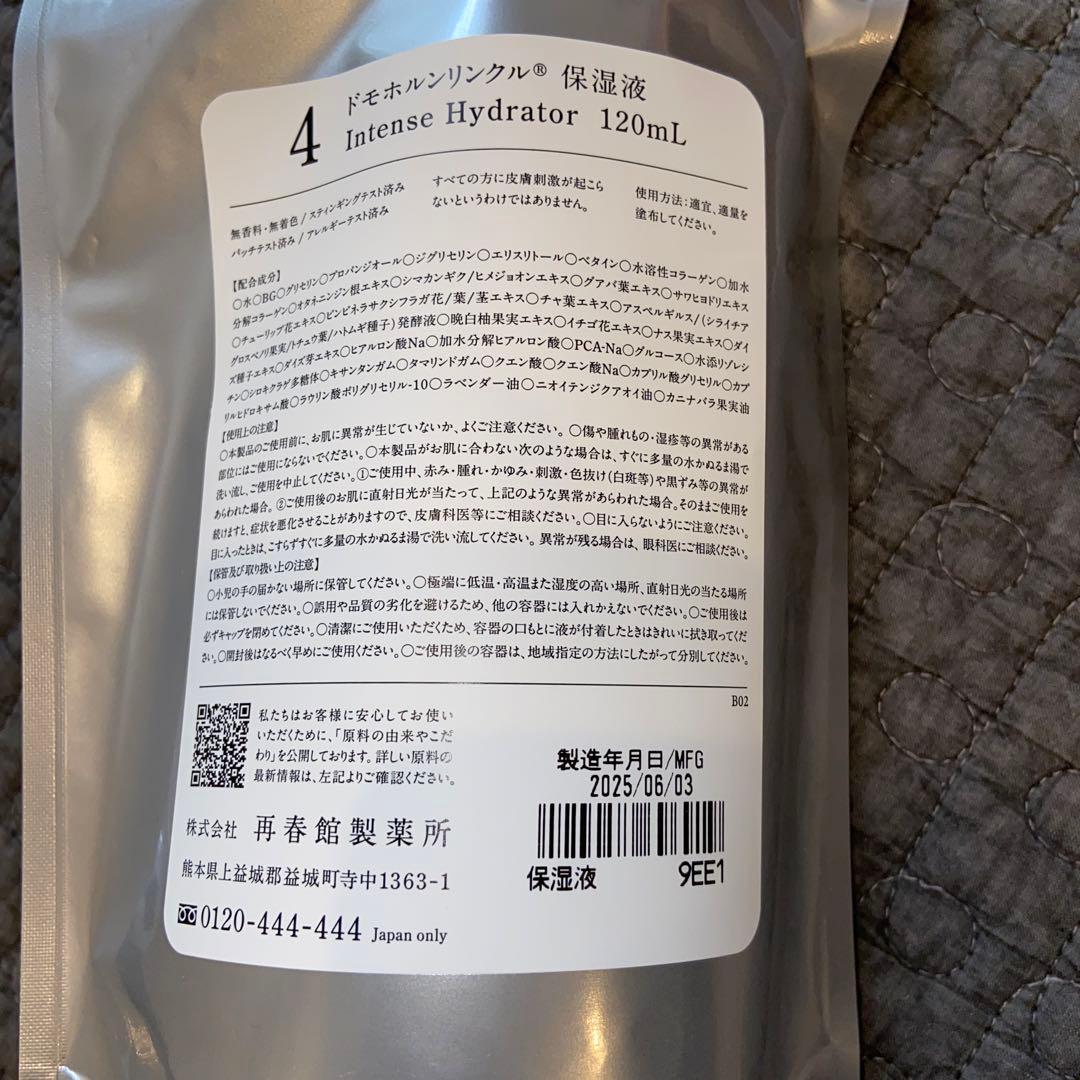 4
ドモホルンリンクル® 保湿液
Intense Hydrator 120mL
無香料・無着色 / スティンギングテスト済み
パッチテスト済み / アレルギーテスト済み
すべての方に皮膚刺激が起こら
ないというわけではありません。
使用方法:適宜、適量を
塗布してください。
【配合成分】
○水○BG○グリセリン○プロパンジオール○ジグリセリン○エリスリトール○ベタイン○水溶性コラーゲン○加水
分解コラーゲン○オタネニンジン根エキス○シマカンギク/ヒメジョオンエキス○グアバ葉エキス○サワヒヨドリエキス
○チューリップ花エキス○ピンピネラサクシフラガ花/葉/茎エキス○チャ葉エキス○アスペルギルス/(シライチア
グロスベノリ果実/トチュウ葉/ハトムギ種子)発酵液○晩白柚果実エキス○イチゴ花エキス○ナス果実エキス○ダイ
ズ種子エキス○ダイズ芽エキス○ヒアルロン酸Na○加水分解ヒアルロン酸○PCA-Na○グルコース○水添リゾレシ
チン○シロキクラゲ多糖体○キサンタンガム○タマリンドガム○クエン酸○クエン酸Na○カプリル酸グリセリル○カプ
リルヒドロキサム酸○ラウリン酸ポリグリセリル-10○ラベンダー油○ニオイテンジクアオイ油○カニナバラ果実油
【使用上の注意】
○本製品のご使用前に、お肌に異常が生じていないか、よくご注意ください。○傷や腫れもの・湿疹等の異常がある
部位にはご使用にならないでください。○本製品がお肌に合わない次のような場合は、すぐに多量の水かぬるま湯で
洗い流し、ご使用を中止してください。①ご使用中、赤み・腫れ・かゆみ・刺激・色抜け(白斑等)や黒ずみ等の異常が
あらわれた場合。②ご使用後のお肌に直射日光が当たって、上記のような異常があらわれた場合。そのままご使用を
続けますと、症状を悪化させることがありますので、皮膚科医等にご相談ください。○目に入らないようにご注意ください。
目に入ったときは、こすらずすぐに多量の水かぬるま湯で洗い流してください。異常が残る場合は、眼科医にご相談ください。
【保管及び取り扱い上の注意】
○小児の手の届かない場所に保管してください。○極端に低温・高温また湿度の高い場所、直射日光の当たる場所
には保管しないでください。○誤用や品質の劣化を避けるため、他の容器には入れかえないでください。○ご使用後は
必ずキャップを閉めてください。○清潔にご使用いただくため、容器の口もとに液が付着したときはきれいに拭き取ってくだ
さい。○開封後はなるべく早めにご使用ください。○ご使用後の容器は、地域指定の方法にしたがって分別してください。
B02
私たちはお客様に安心してお使い
いただくために、「原料の由来やこだ
わり」を公開しております。詳しい原料の
最新情報は、左記よりご確認ください。
株式会社 再春館製薬所
熊本県上益城郡益城町寺中1363-1
0120-444-444 Japan only
製造年月日/MFG
2025/06/03
保湿液 9EE1